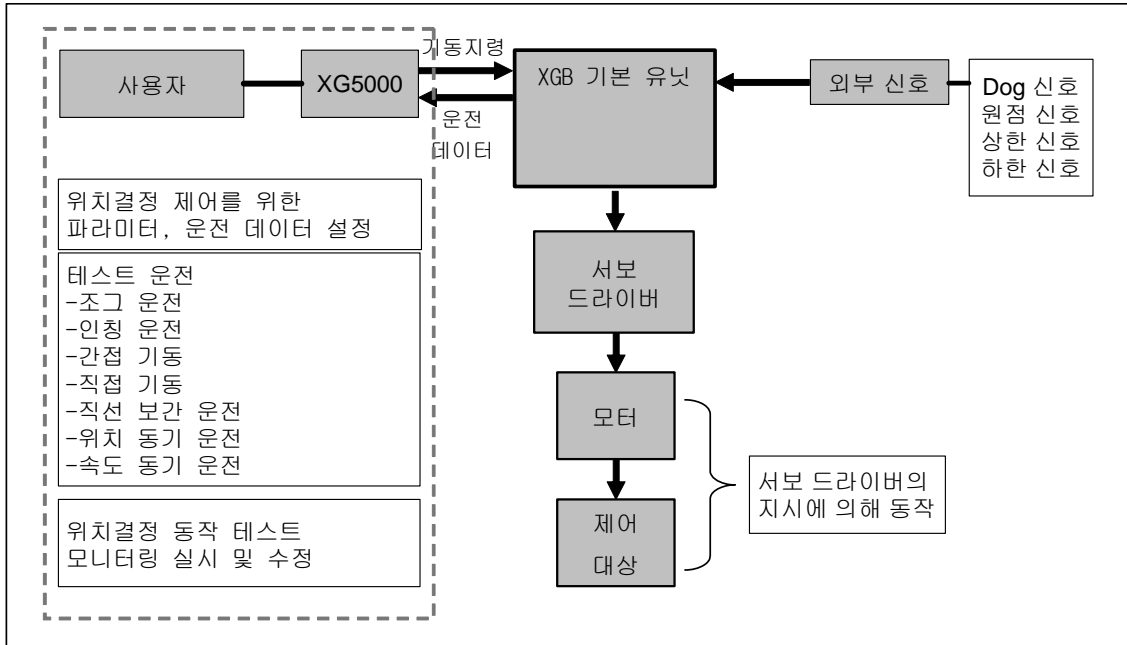 사용자
XG5000
기동지령
운전
데이터
XGB 기본 유닛
외부 신호
Dog 신호
원점 신호
상한 신호
하한 신호
위치결정 제어를 위한
파라미터, 운전 데이터 설정
테스트 운전
-조그 운전
-인칭 운전
-간접 기동
-직접 기동
-직선 보간 운전
-위치 동기 운전
-속도 동기 운전
위치결정 동작 테스트
모니터링 실시 및 수정
서보
드라이버
모터
제어
대상
서보 드라이버의
지시에 의해 동작